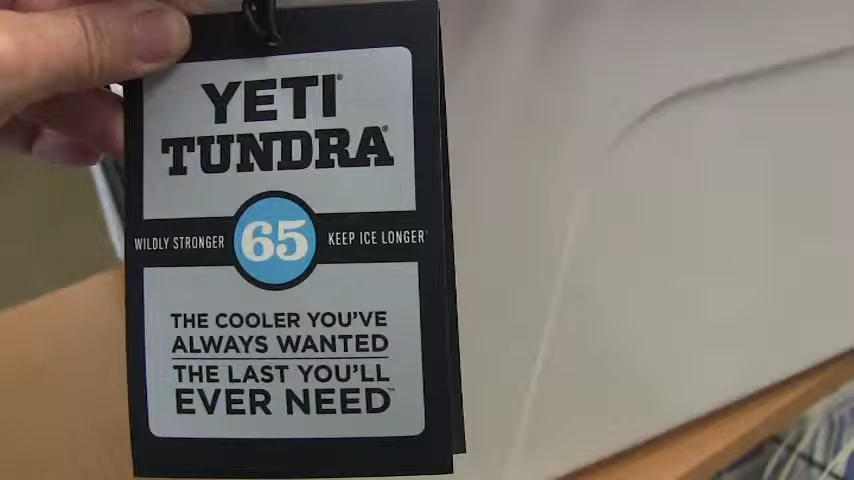 YETI®
TUNDRA®
WILDLY STRONGER 65 KEEP ICE LONGER®
THE COOLER YOU'VE
ALWAYS WANTED
THE LAST YOU'LL
EVER NEED™